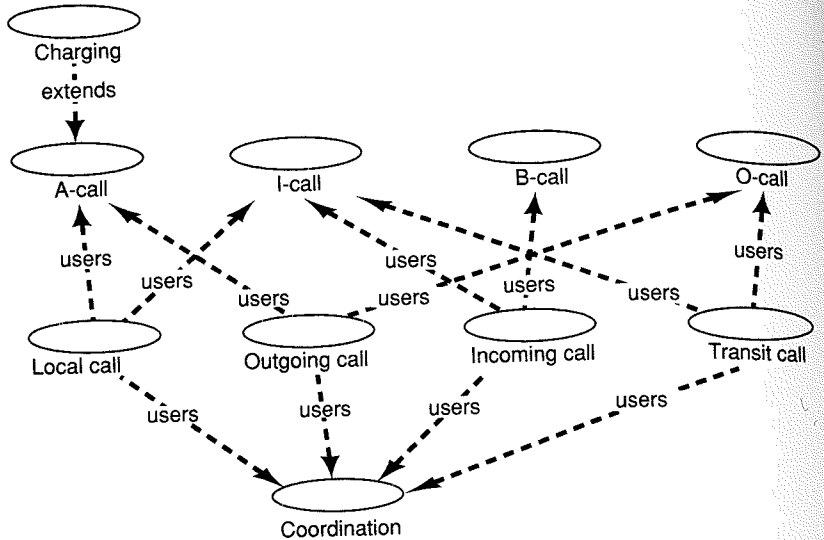 Charging
extends
A-call
I-call
B-call
O-call
users
users
users
users
users
users
users
users
Local call
Outgoing call
Incoming call
Transit call
users
users
users
users
Coordination